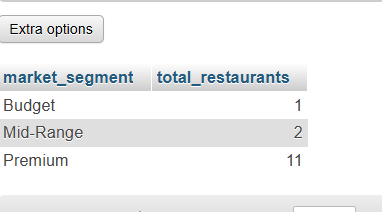 Extra options
market_segment total_restaurants
Budget 1
Mid-Range 2
Premium 11